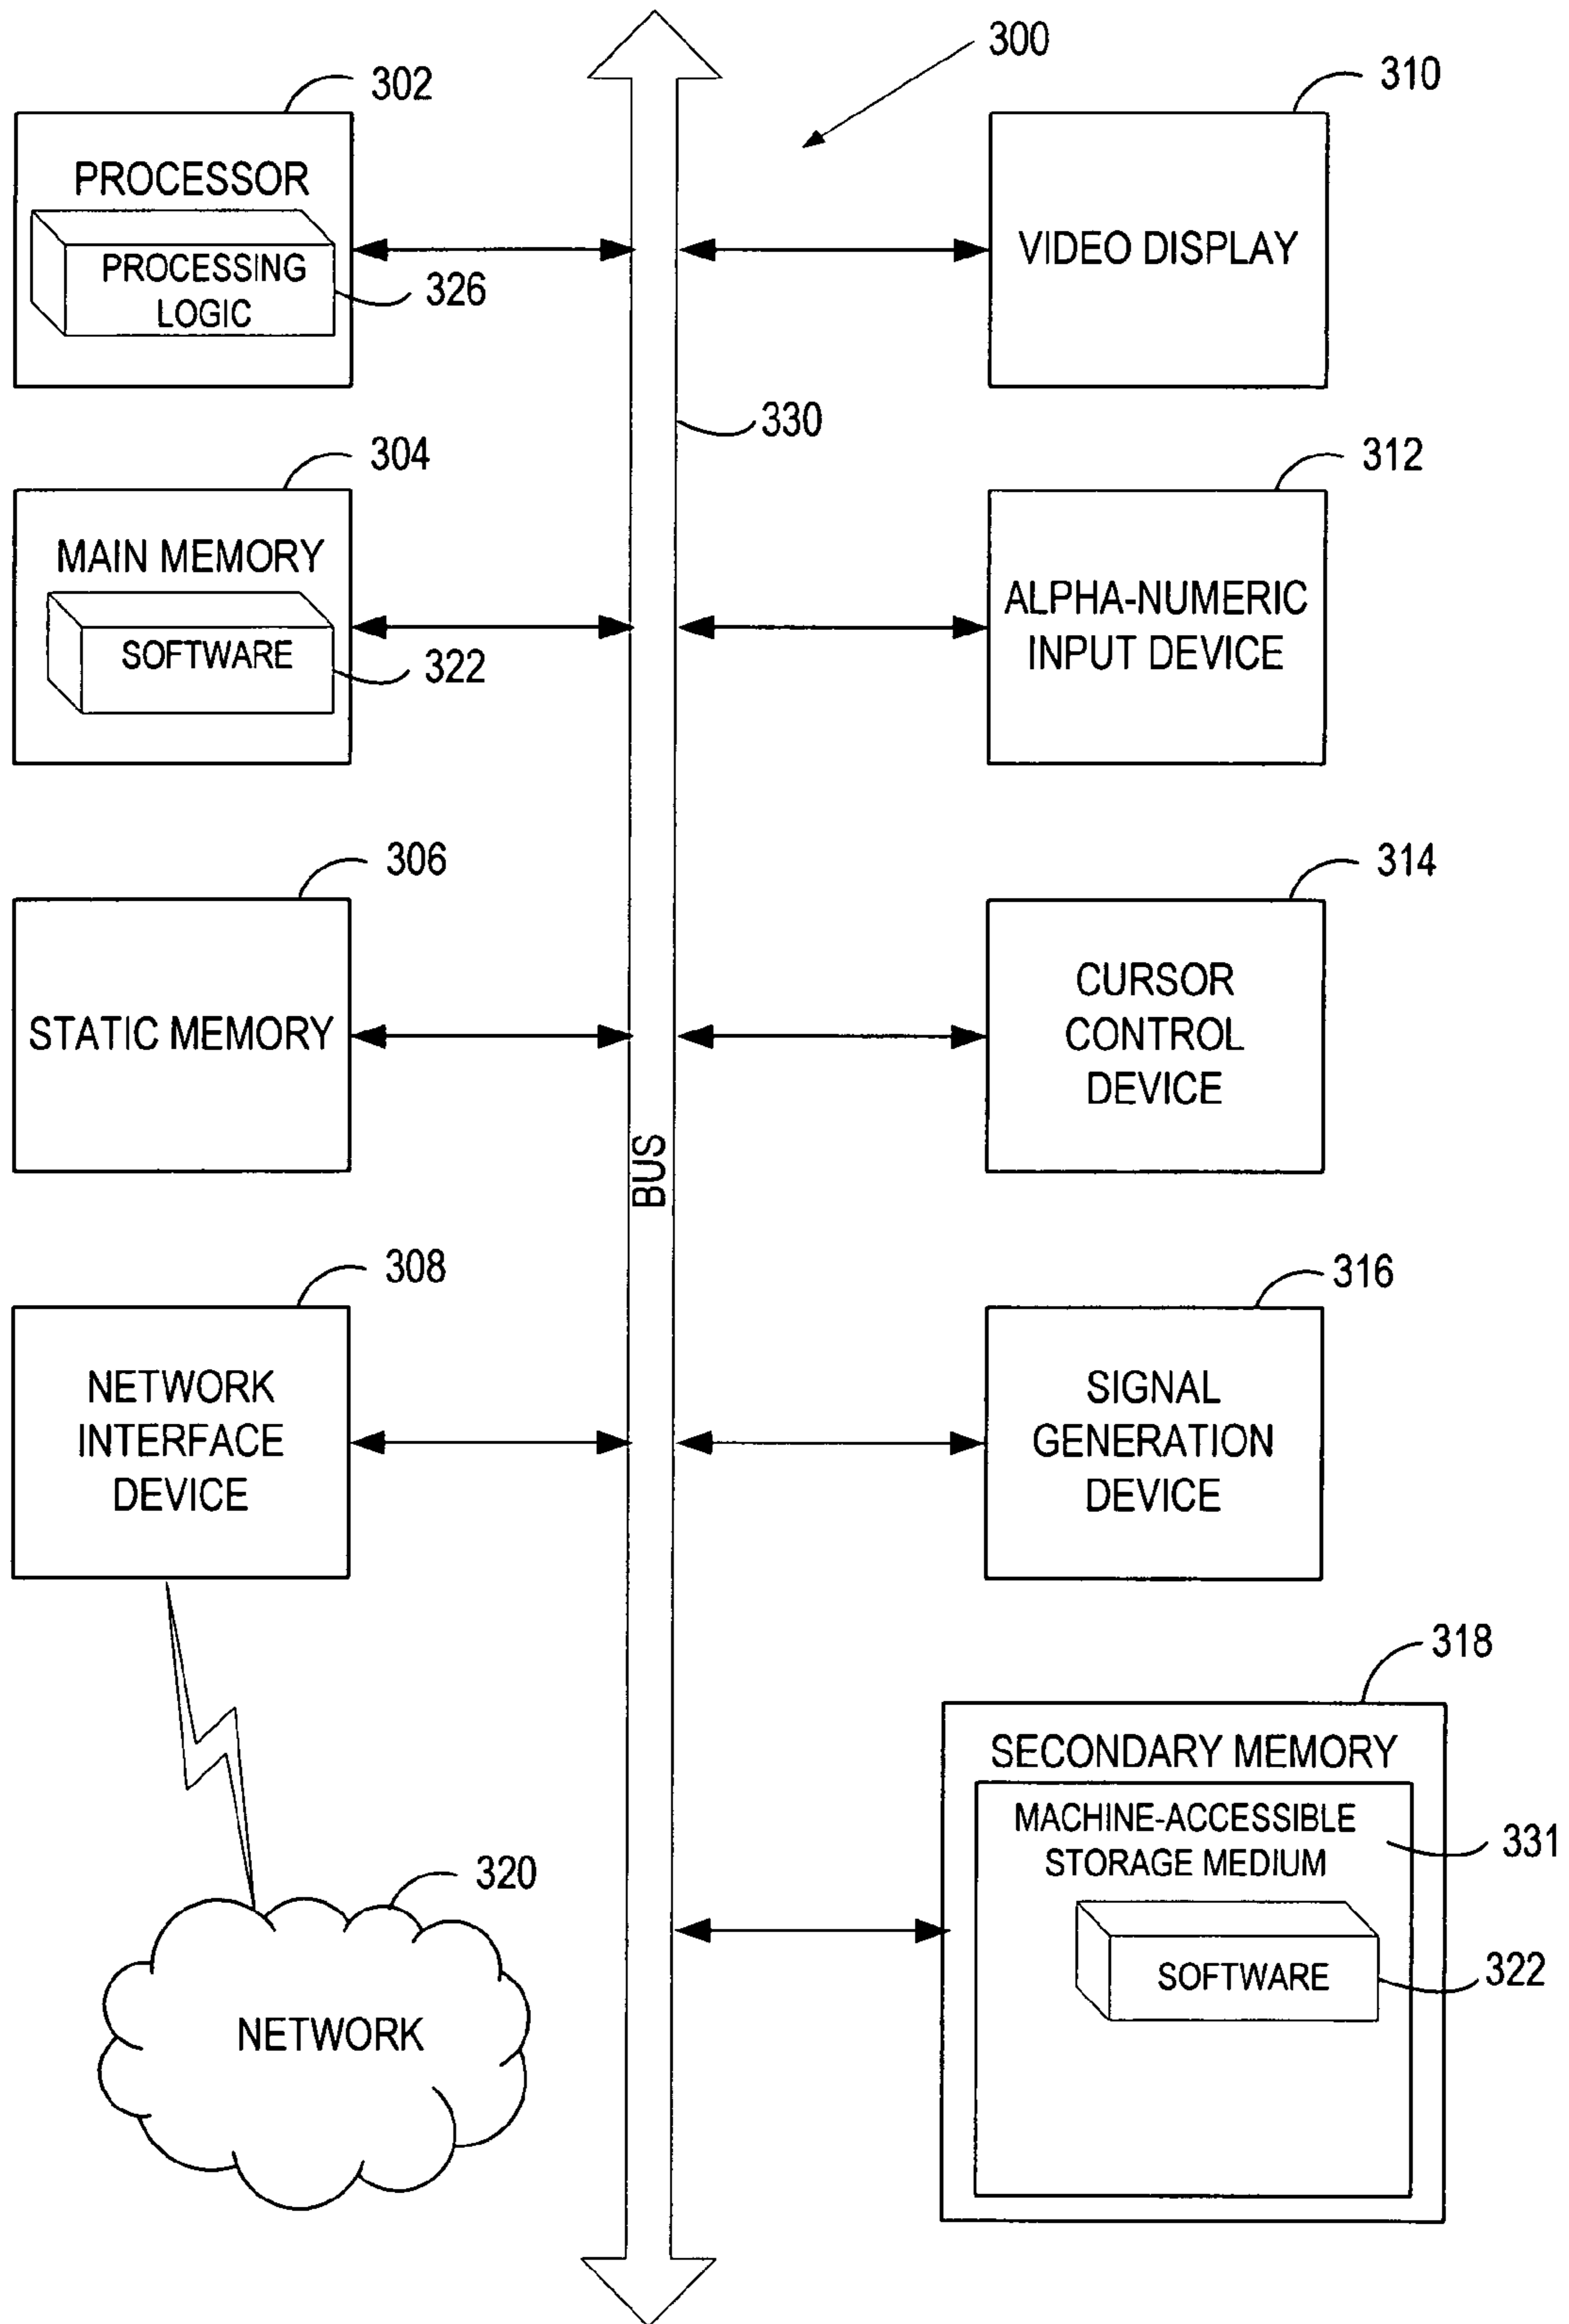 300
302
PROCESSOR
PROCESSING
LOGIC
326
310
VIDEO DISPLAY
330
304
MAIN MEMORY
SOFTWARE
322
312
ALPHA-NUMERIC
INPUT DEVICE
306
STATIC MEMORY
314
CURSOR
CONTROL
DEVICE
BUS
308
NETWORK
INTERFACE
DEVICE
316
SIGNAL
GENERATION
DEVICE
318
SECONDARY MEMORY
MACHINE-ACCESSIBLE
STORAGE MEDIUM
331
SOFTWARE
322
320
NETWORK